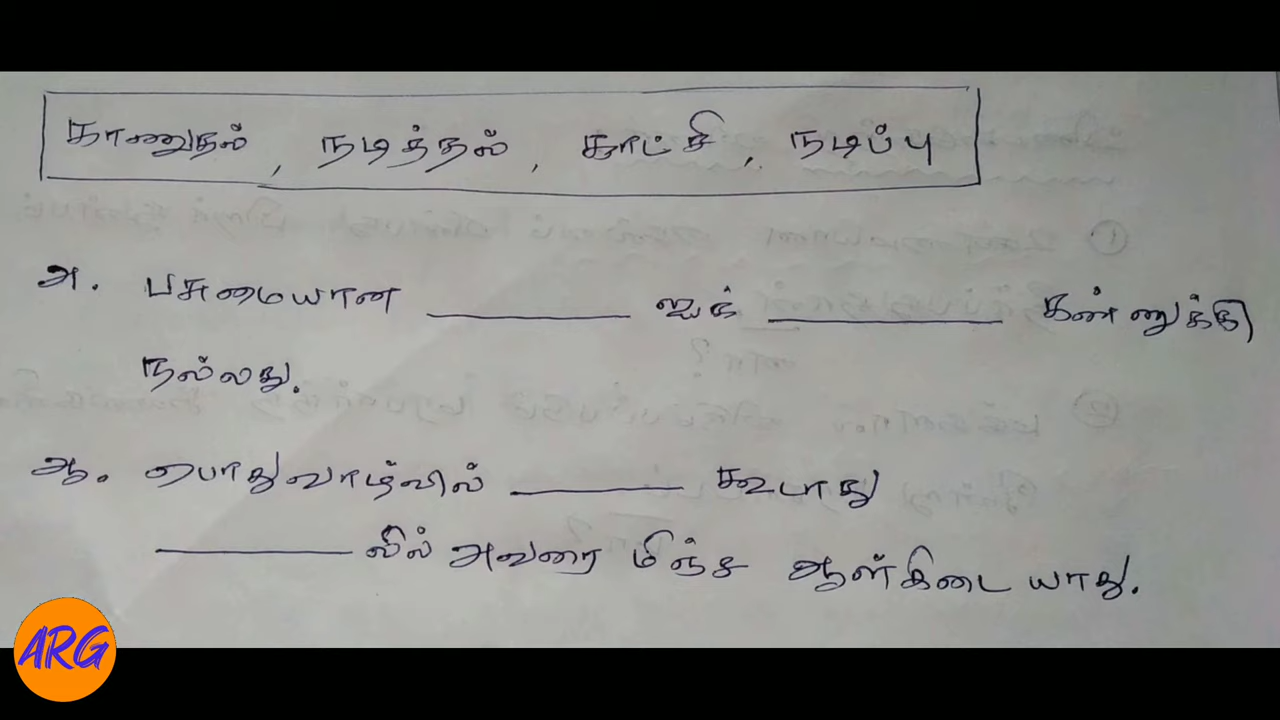 காணுதல் , நடித்தல் , காட்சி , நடிப்பு
அ . பசுமையான ________ ஐக் ________ கண்ணுக்கு
நல்லது.
ஆ . பொதுவாழ்வில் ________ கூடாது
________ லில் அவரை மிஞ்ச ஆள்கிடையாது.
ARG